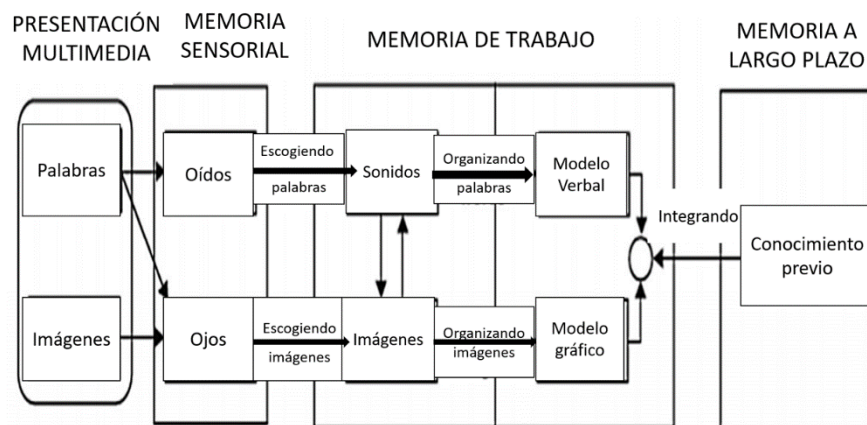 PRESENTACIÓN
MULTIMEDIA
MEMORIA
SENSORIAL
MEMORIA DE TRABAJO
MEMORIA A
LARGO PLAZO
Palabras
Oídos
Escogiendo
palabras
Sonidos
Organizando
palabras
Modelo
Verbal
Integrando
Conocimiento
previo
Imágenes
Ojos
Escogiendo
imágenes
Imágenes
Organizando
imágenes
Modelo
gráfico